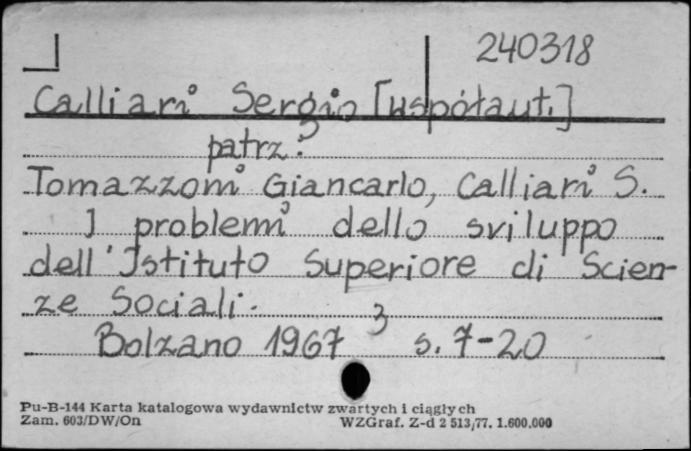 240318
Calliari Sergio [współaut.]
patrz:
Tomazzoni Giancarlo, Calliari S.
I problemi dello sviluppo
dell'Istituto Superiore di Scien-
ze Sociali.
Bolzano 1967 3 s. 7-20
Pu-B-144 Karta katalogowa wydawnictw zwartych i ciągłych
Zam. 603/DW/On WZGraf. Z-d 2 513/77. 1.600.000